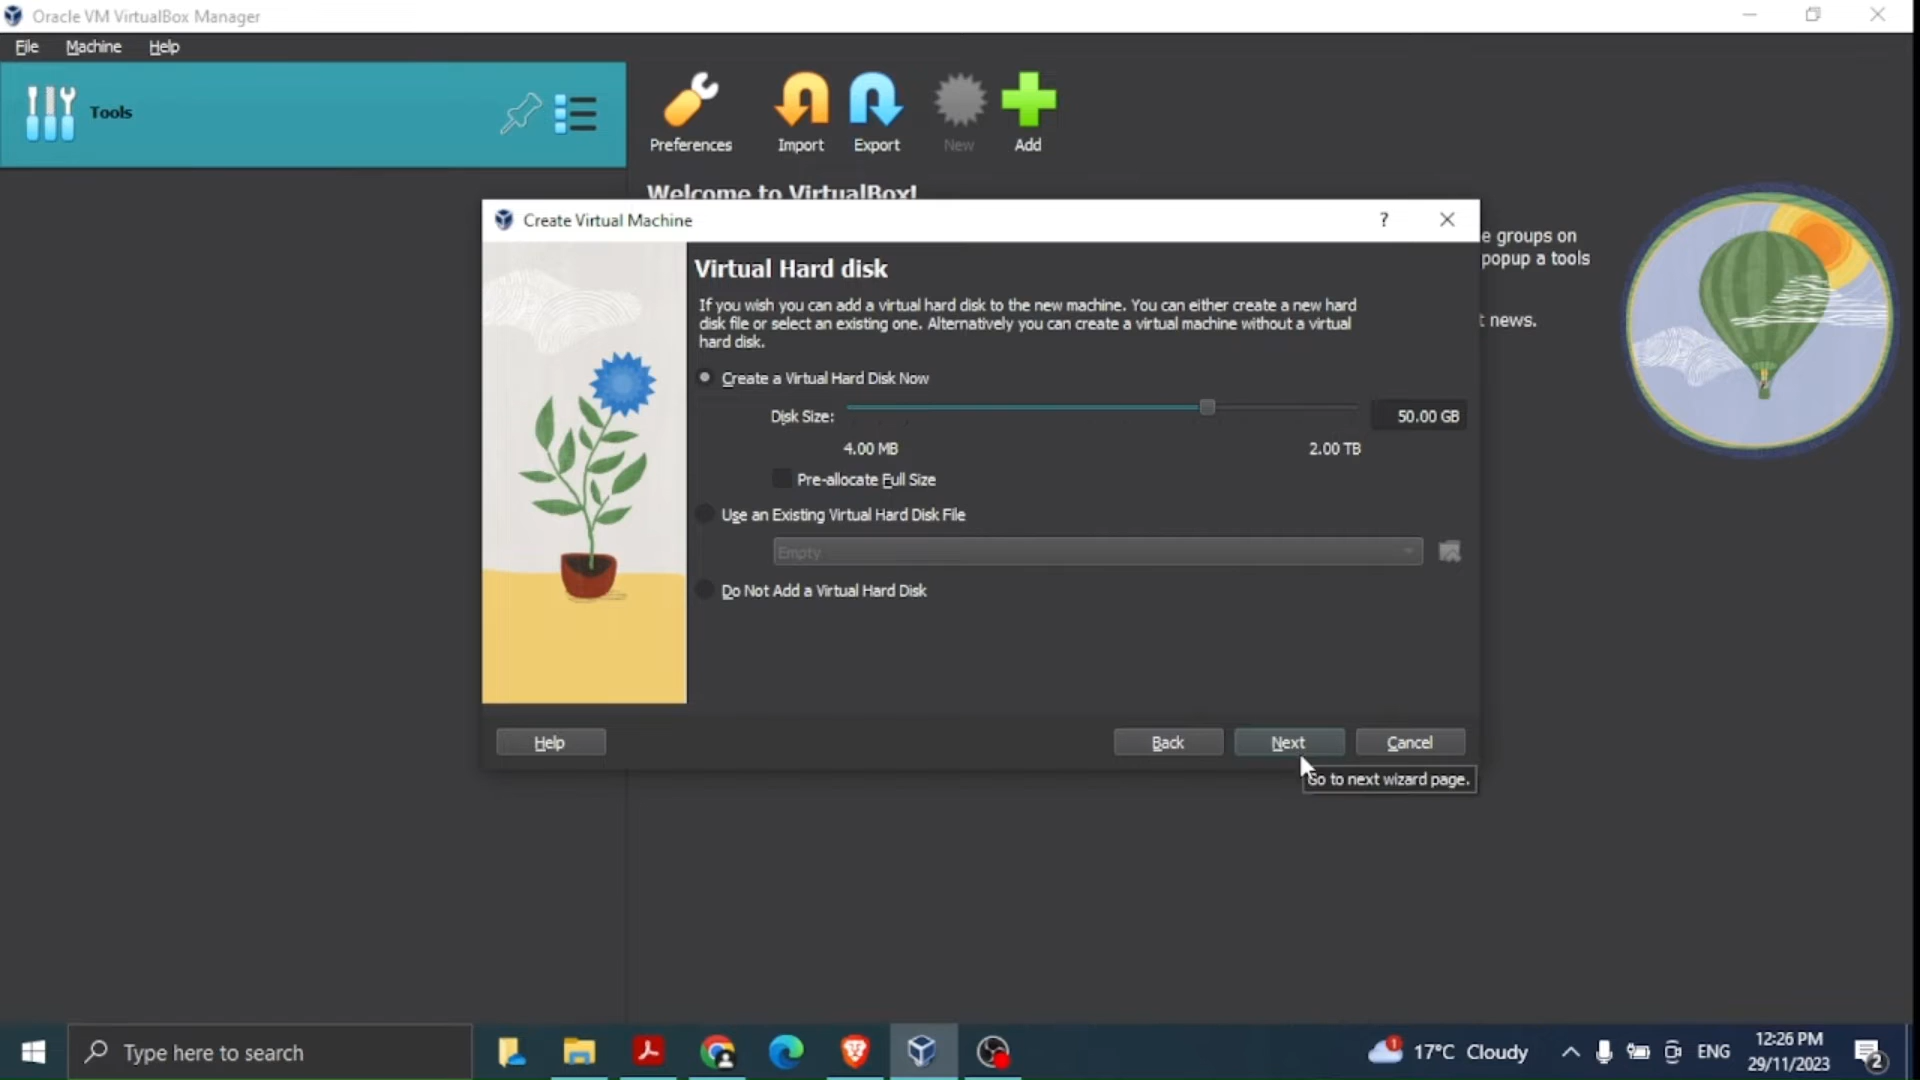 Oracle VM VirtualBox Manager
File Machine Help
Tools
Preferences Import Export New Add
Welcome to VirtualBox!
e groups on
popup a tools
t news.
Create Virtual Machine ?
Virtual Hard disk
If you wish you can add a virtual hard disk to the new machine. You can either create a new hard
disk file or select an existing one. Alternatively you can create a virtual machine without a virtual
hard disk.
Create a Virtual Hard Disk Now
Disk Size: 50.00 GB
4.00 MB 2.00 TB
Pre-allocate Full Size
Use an Existing Virtual Hard Disk File
Empty
Do Not Add a Virtual Hard Disk
Help Back Next Cancel
Go to next wizard page.
Type here to search
1 17°C Cloudy ENG 12:26 PM
29/11/2023 2